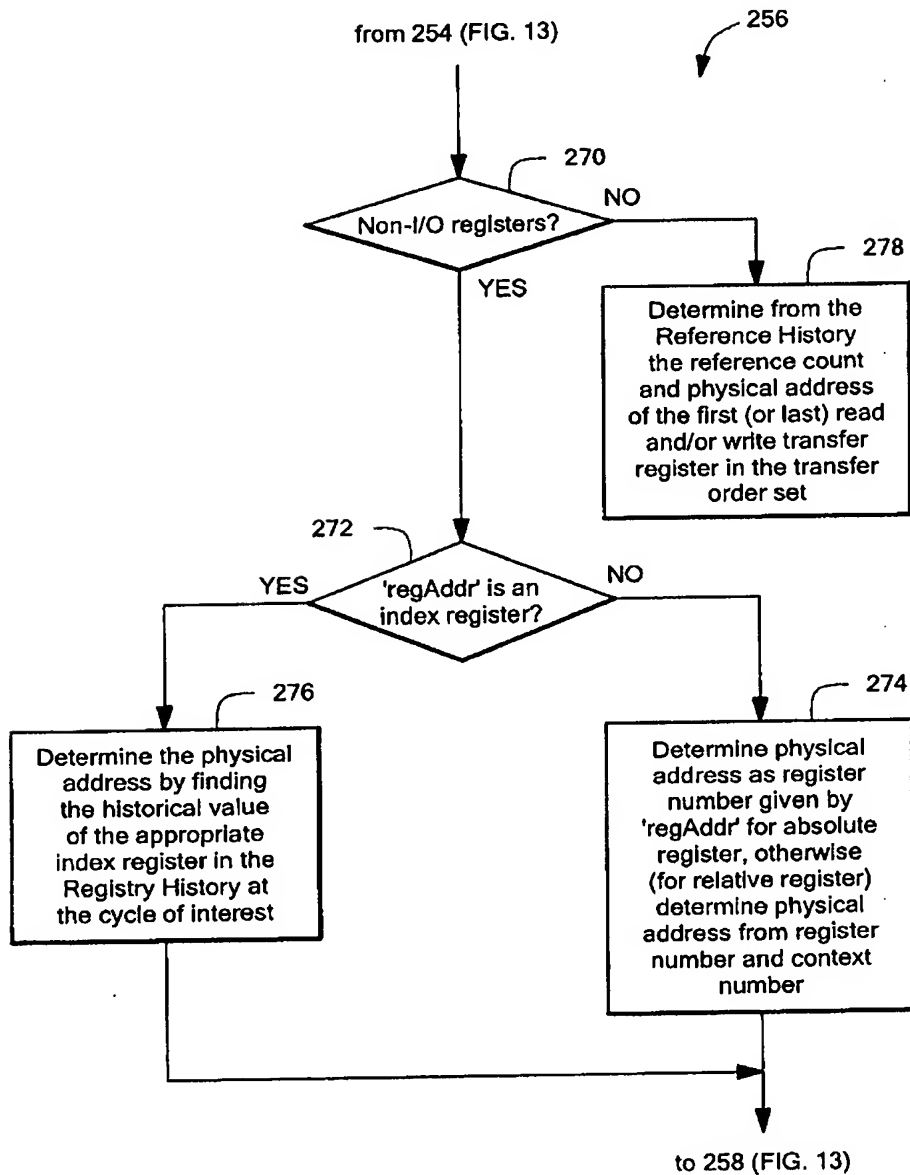 from 254 (FIG. 13)
256
270
Non-I/O registers?
NO
YES
278
Determine from the
Reference History
the reference count
and physical address
of the first (or last) read
and/or write transfer
register in the transfer
order set
272
YES
'regAddr' is an
index register?
NO
276
Determine the physical
address by finding
the historical value
of the appropriate
index register in the
Registry History at
the cycle of interest
274
Determine physical
address as register
number given by
'regAddr' for absolute
register, otherwise
(for relative register)
determine physical
address from register
number and context
number
to 258 (FIG. 13)